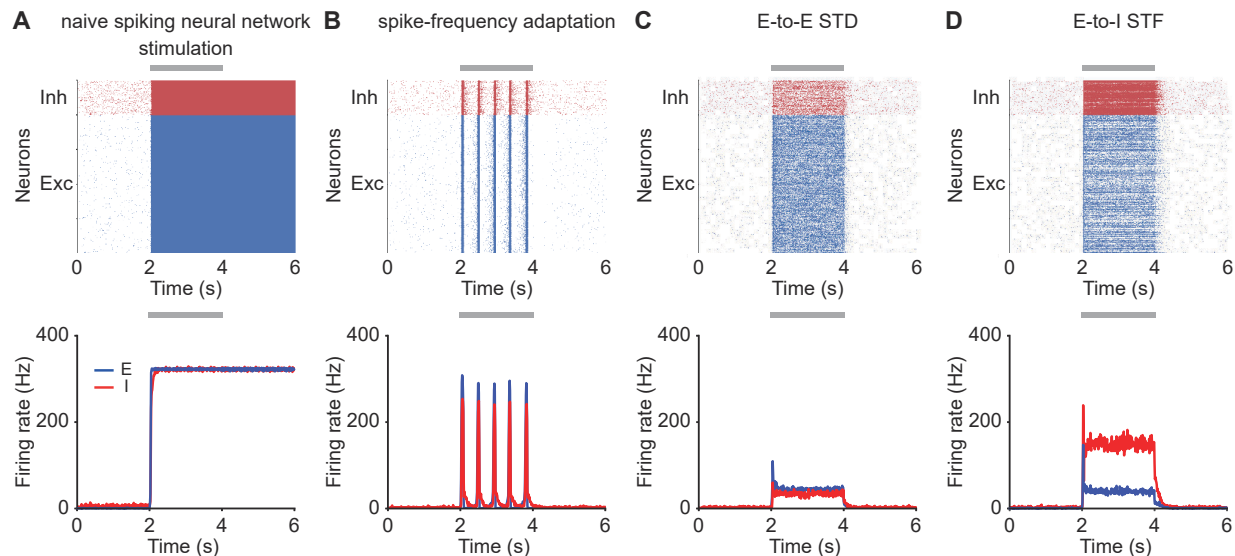 A
naive spiking neural network
stimulation
Inh
Exc
Neurons
0 2 4 6
Time (s)
400
200
0
Firing rate (Hz)
E
I
0 2 4 6
Time (s)
B
spike-frequency adaptation
Inh
Exc
Neurons
0 2 4 6
Time (s)
400
200
0
Firing rate (Hz)
0 2 4 6
Time (s)
C
E-to-E STD
Inh
Exc
Neurons
0 2 4 6
Time (s)
400
200
0
Firing rate (Hz)
0 2 4 6
Time (s)
D
E-to-I STF
Inh
Exc
Neurons
0 2 4 6
Time (s)
400
200
0
Firing rate (Hz)
0 2 4 6
Time (s)